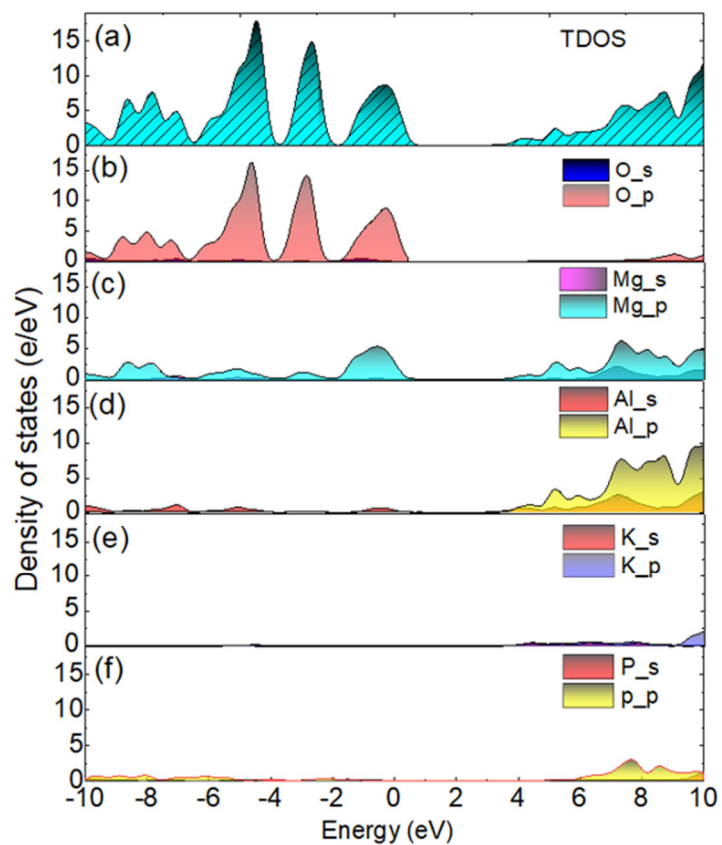 (a)
TDOS
15
10
5
0
(b)
O_s
O_p
15
10
5
0
(c)
Mg_s
Mg_p
15
10
5
0
(d)
Al_s
Al_p
15
10
5
0
(e)
K_s
K_p
15
10
5
0
(f)
P_s
p_p
15
10
5
0
Density of states (e/eV)
-10 -8 -6 -4 -2 0 2 4 6 8 10
Energy (eV)